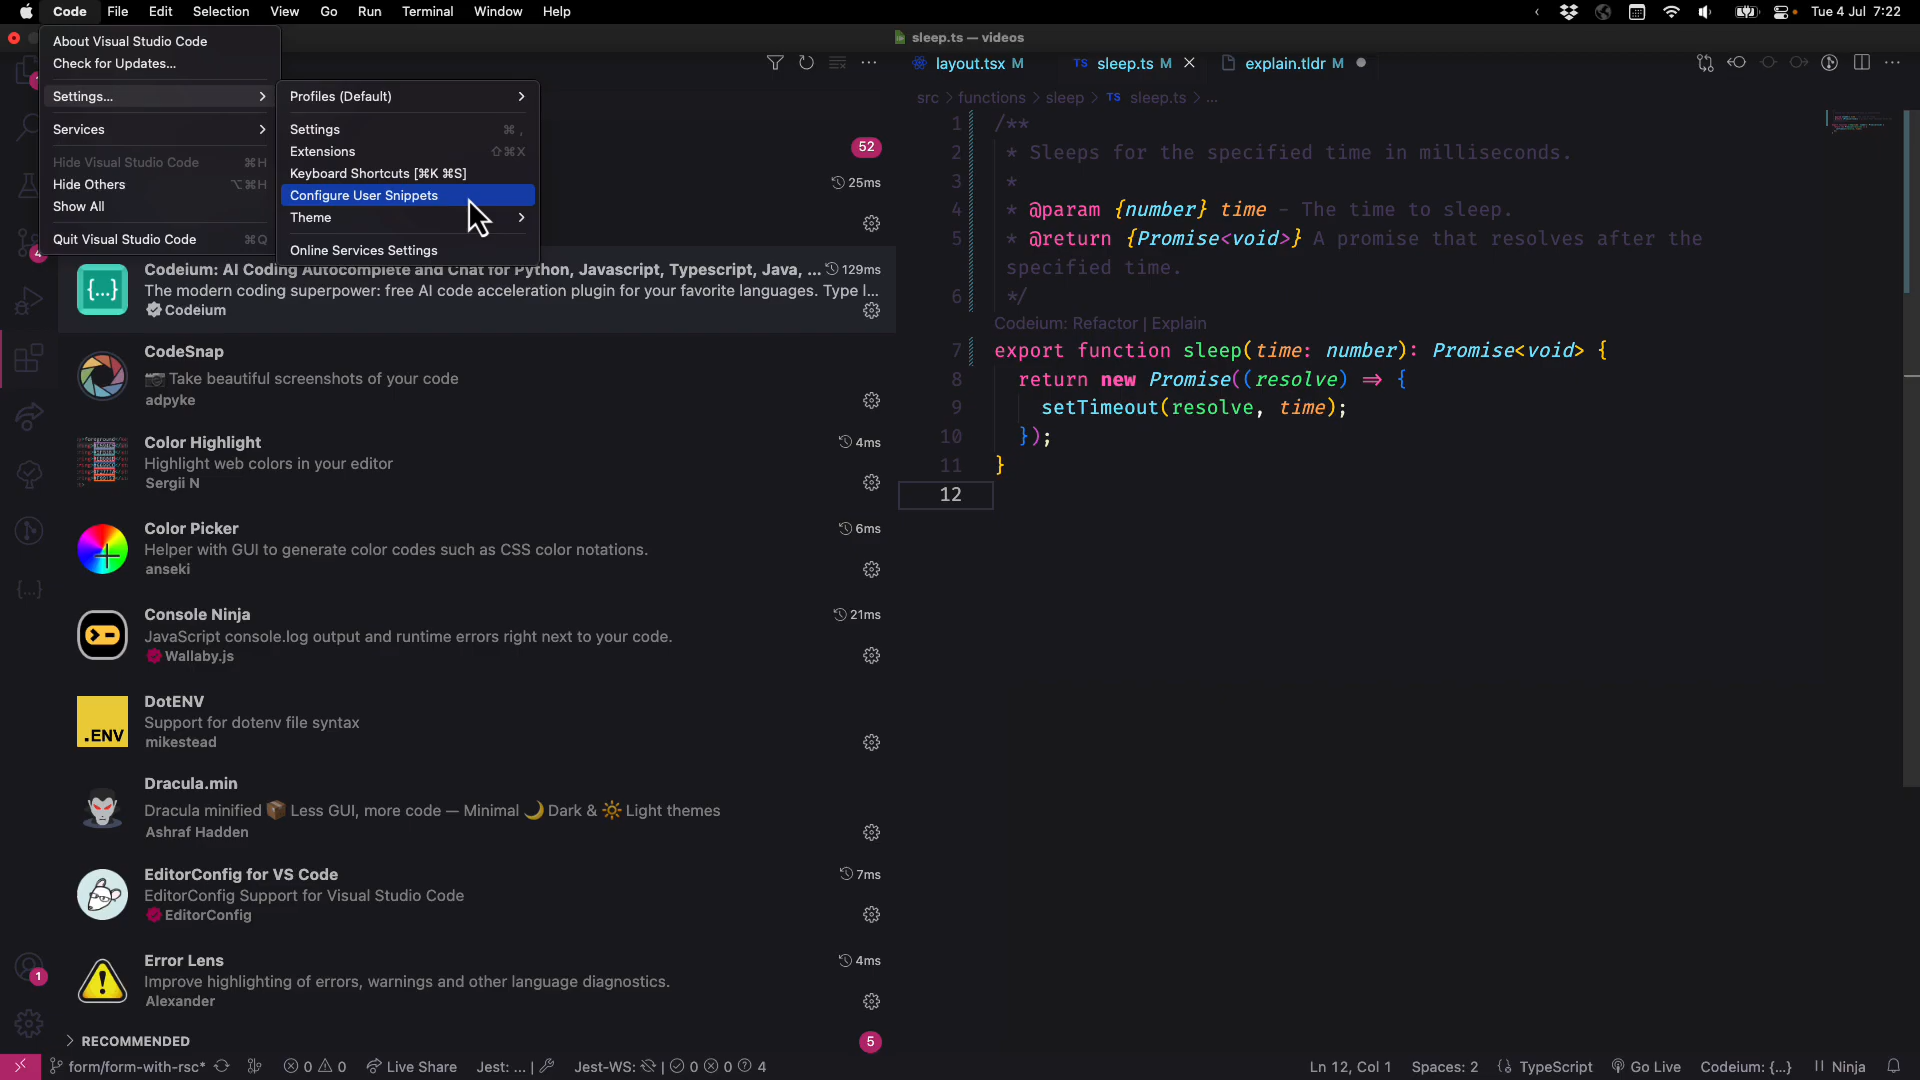 Code File Edit Selection View Go Run Terminal Window Help
Tue 4 Jul 7:22
About Visual Studio Code
Check for Updates...
Settings...
Services
Hide Visual Studio Code ⌘H
Hide Others ⌥⌘H
Show All
Quit Visual Studio Code ⌘Q
Profiles (Default)
Settings ⌘ ,
Extensions ⇧⌘X
Keyboard Shortcuts [⌘K ⌘S]
Configure User Snippets
Theme
Online Services Settings
52
25ms
4
Codeium: AI Coding Autocomplete and Chat for Python, Javascript, Typescript, Java, ... 129ms
The modern coding superpower: free AI code acceleration plugin for your favorite languages. Type l...
Codeium
CodeSnap
Take beautiful screenshots of your code
adpyke
Color Highlight 4ms
Highlight web colors in your editor
Sergii N
Color Picker 6ms
Helper with GUI to generate color codes such as CSS color notations.
anseki
Console Ninja 21ms
JavaScript console.log output and runtime errors right next to your code.
Wallaby.js
.ENV
DotENV
Support for dotenv file syntax
mikestead
Dracula.min
Dracula minified 📦 Less GUI, more code — Minimal 🌙 Dark & 🔆 Light themes
Ashraf Hadden
EditorConfig for VS Code 7ms
EditorConfig Support for Visual Studio Code
EditorConfig
Error Lens 4ms
Improve highlighting of errors, warnings and other language diagnostics.
Alexander
1
RECOMMENDED 5
sleep.ts — videos
layout.tsx M TS sleep.ts M explain.tldr M
src > functions > sleep > TS sleep.ts > ...
1 /**
2 * Sleeps for the specified time in milliseconds.
3 *
4 * @param {number} time - The time to sleep.
5 * @return {Promise<void>} A promise that resolves after the
specified time.
6 */
Codeium: Refactor | Explain
7 export function sleep(time: number): Promise<void> {
8 return new Promise((resolve) => {
9 setTimeout(resolve, time);
10 });
11 }
12
form/form-with-rsc* 0 0 Live Share Jest: ... | Jest-WS: | 0 0 4
Ln 12, Col 1 Spaces: 2 TypeScript Go Live Codeium: {...} Ninja